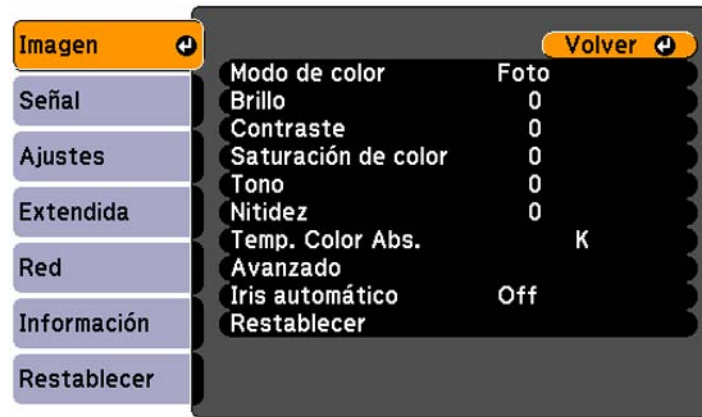 Imagen
Señal
Ajustes
Extendida
Red
Información
Restablecer
Volver
Modo de color Foto
Brillo 0
Contraste 0
Saturación de color 0
Tono 0
Nitidez 0
Temp. Color Abs. K
Avanzado
Iris automático Off
Restablecer